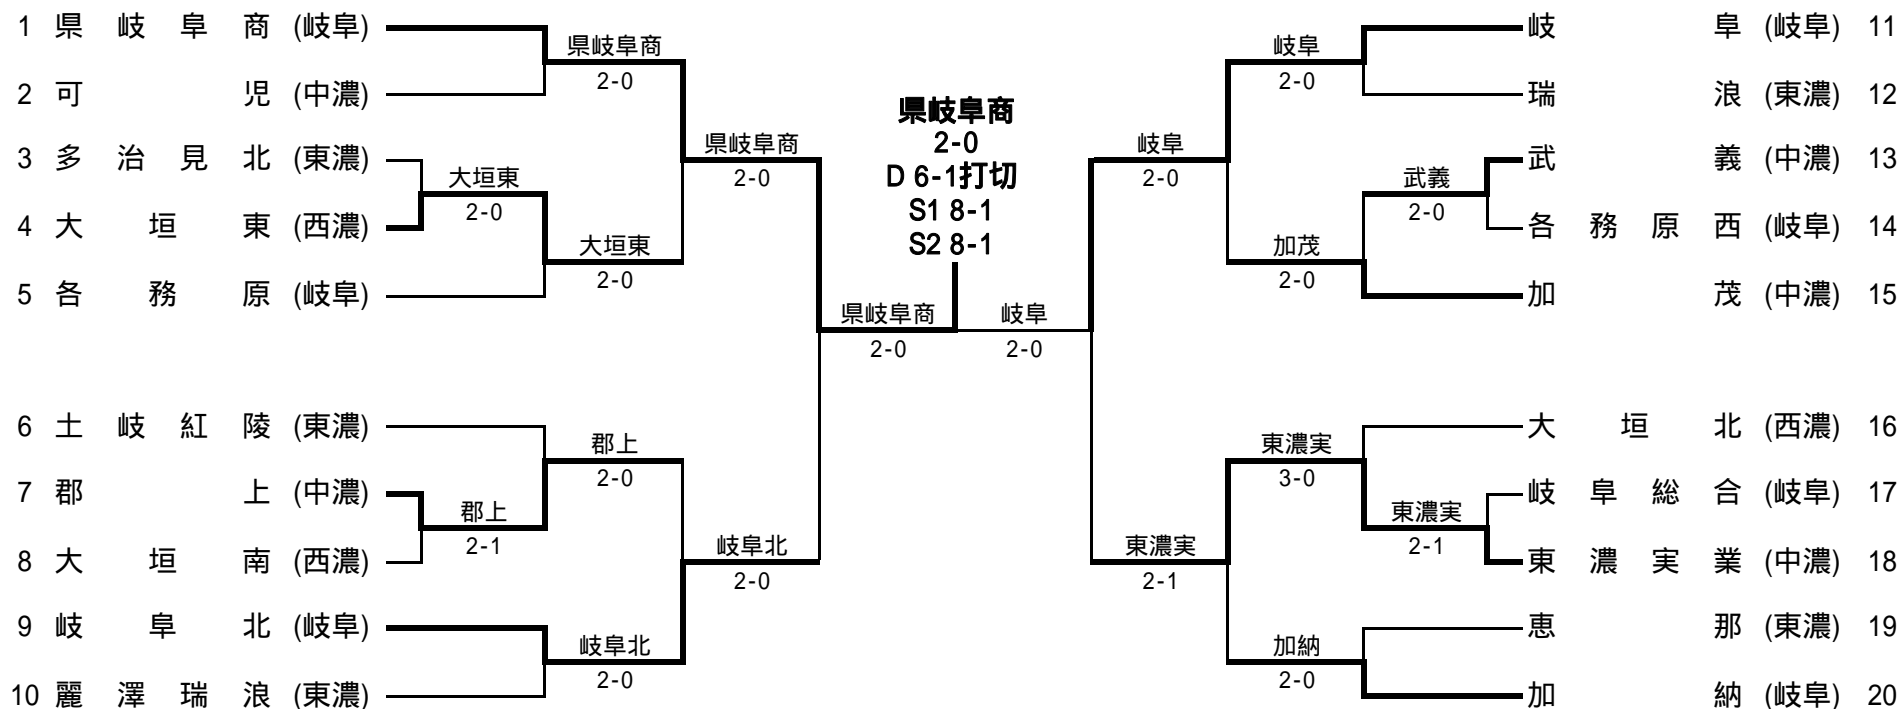 1 県岐阜商 (岐阜)
2 可児 (中濃)
3 多治見北 (東濃)
4 大垣東 (西濃)
5 各務原 (岐阜)
6 土岐紅陵 (東濃)
7 郡上 (中濃)
8 大垣南 (西濃)
9 岐阜北 (岐阜)
10 麗澤瑞浪 (東濃)
大垣東
2-0
郡上
2-1
県岐阜商
2-0
大垣東
2-0
郡上
2-0
岐阜北
2-0
県岐阜商
2-0
岐阜北
2-0
県岐阜商
2-0
県岐阜商
2-0
D 6-1打切
S1 8-1
S2 8-1
岐阜
2-0
岐阜
2-0
東濃実
2-1
岐阜
2-0
加茂
2-0
東濃実
3-0
加納
2-0
武義
2-0
東濃実
2-1
岐阜 (岐阜) 11
瑞浪 (東濃) 12
武義 (中濃) 13
各務原西 (岐阜) 14
加茂 (中濃) 15
大垣北 (西濃) 16
岐阜総合 (岐阜) 17
東濃実業 (中濃) 18
恵那 (東濃) 19
加納 (岐阜) 20